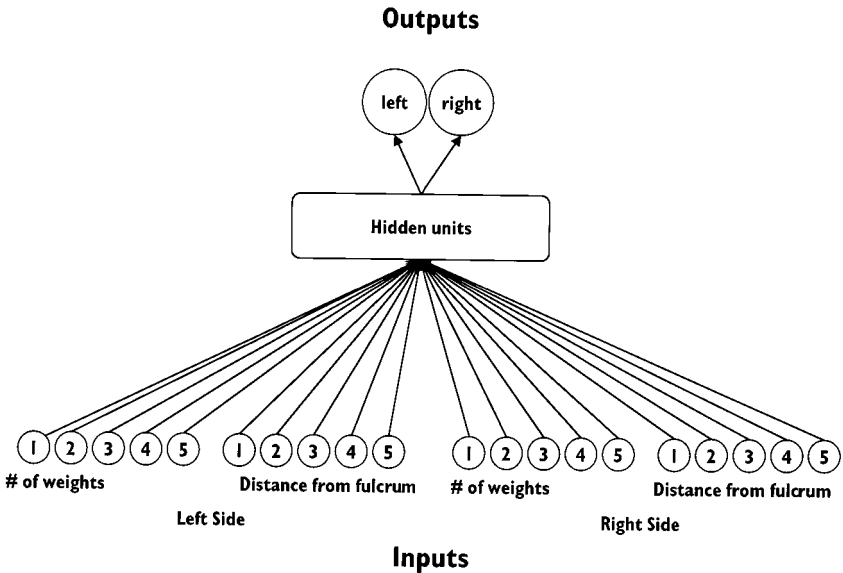 Outputs
left right
Hidden units
1 2 3 4 5 1 2 3 4 5 1 2 3 4 5 1 2 3 4 5
# of weights Distance from fulcrum # of weights Distance from fulcrum
Left Side Right Side
Inputs